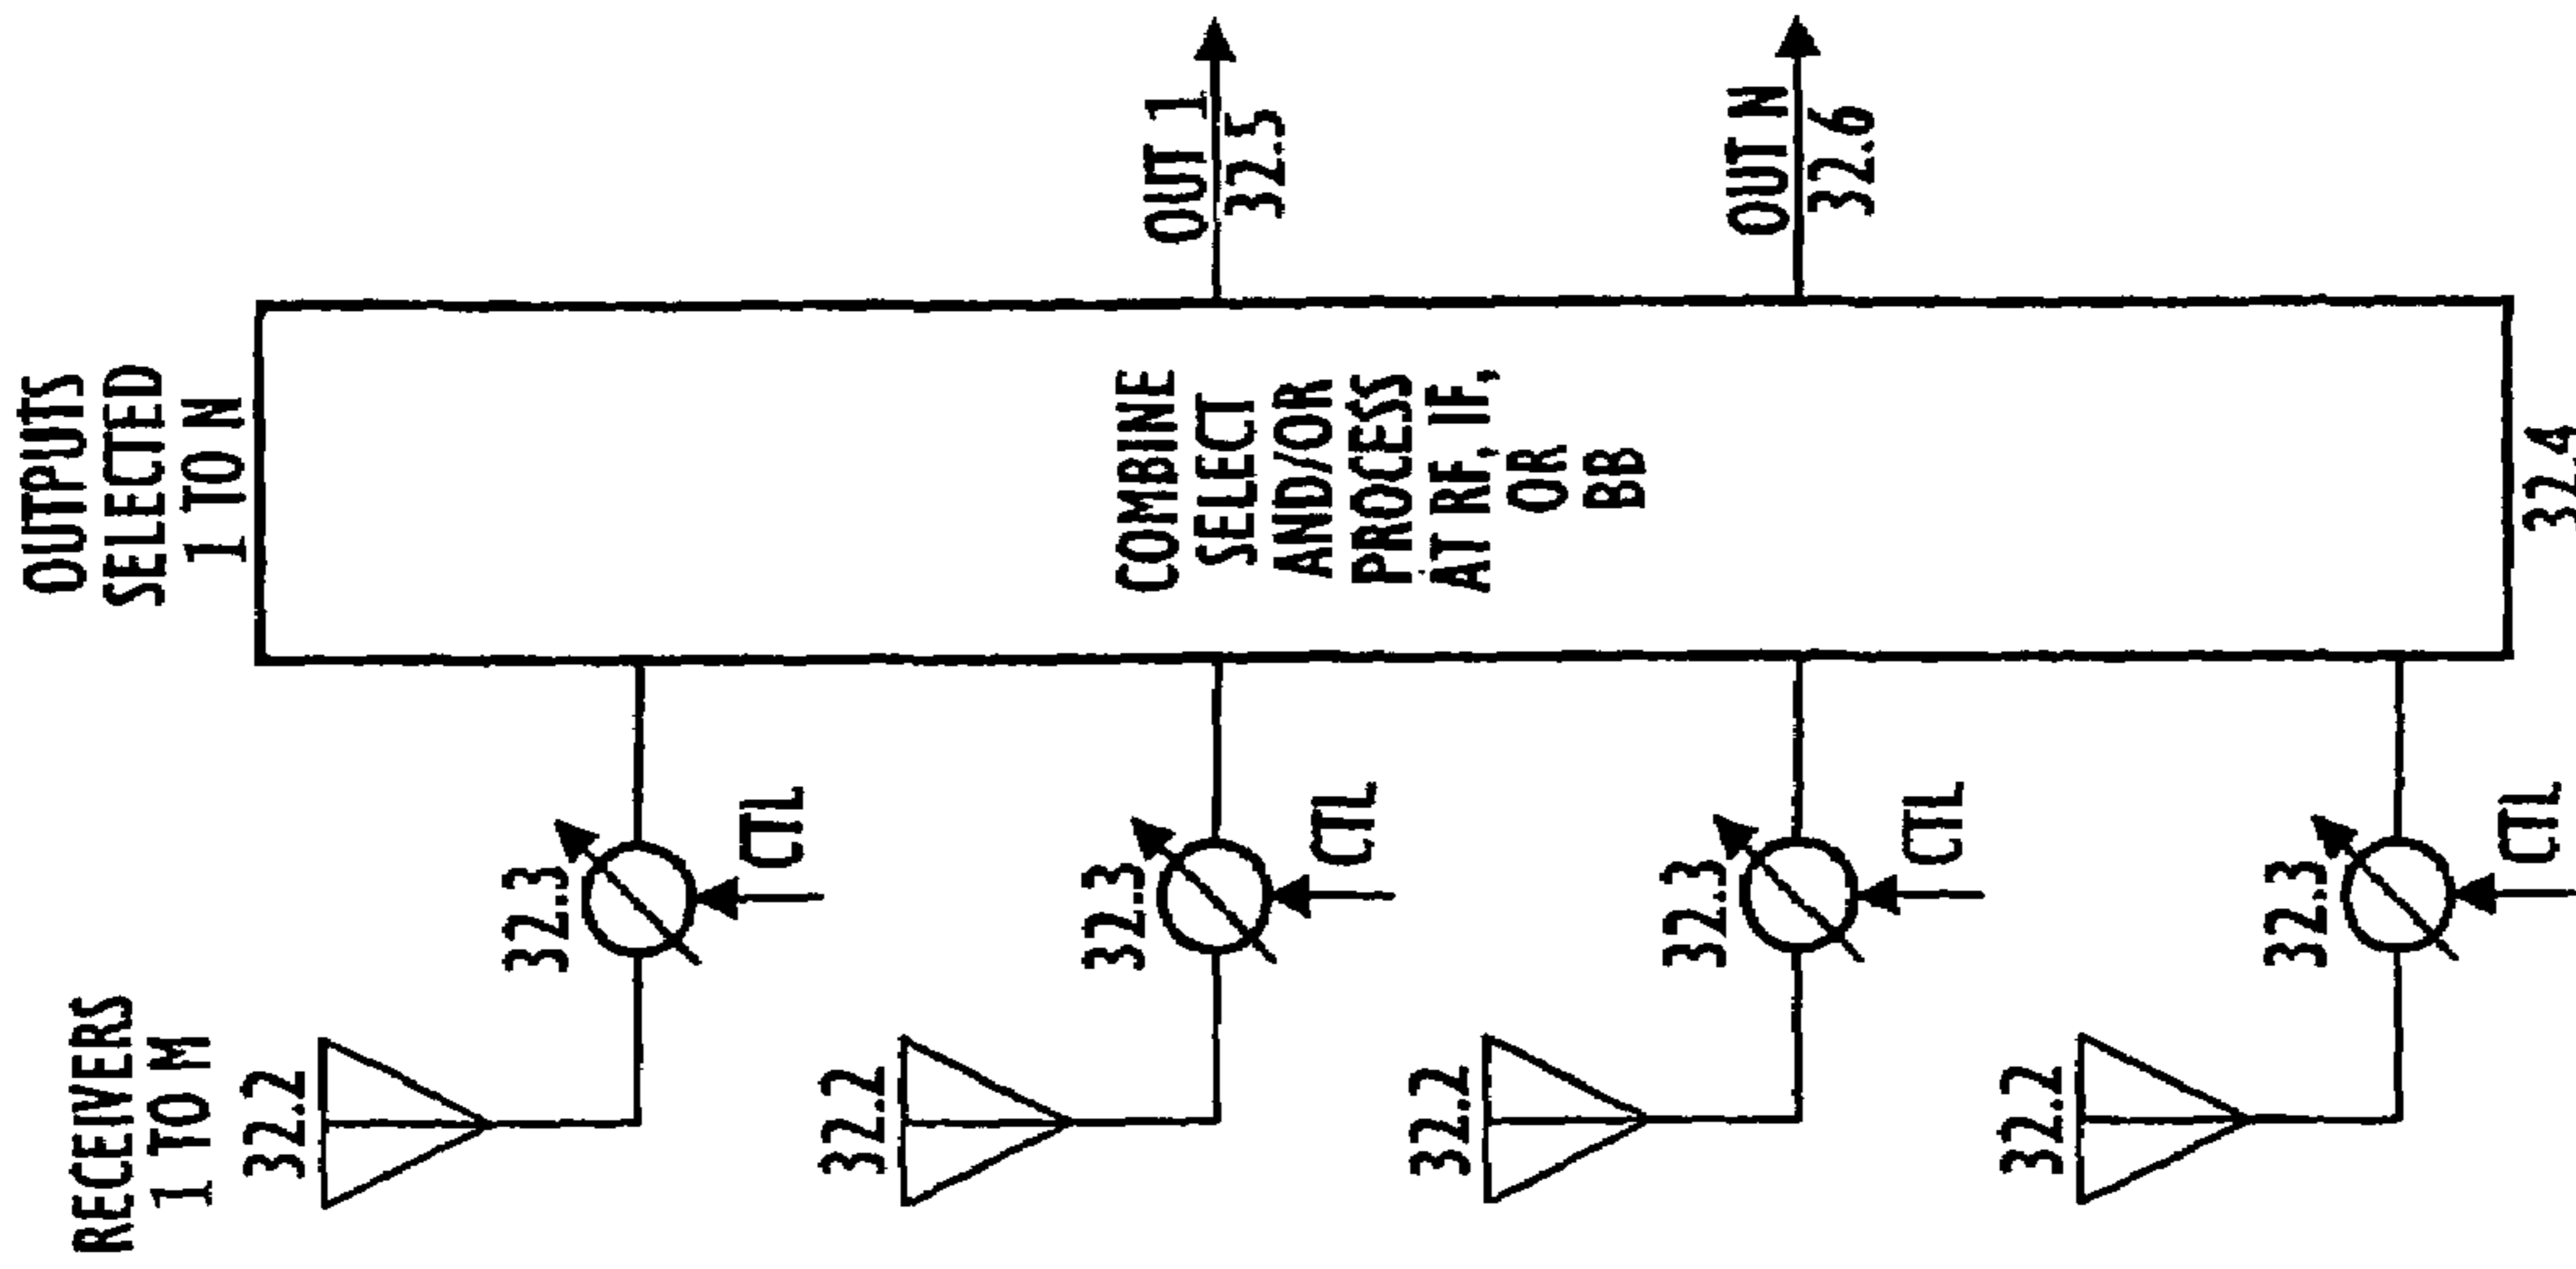 RECEIVERS
1 TO M
32.2
32.3
CTL
32.2
32.3
CTL
32.2
32.3
CTL
32.2
32.3
CTL
OUTPUTS
SELECTED
1 TO N
COMBINE
SELECT
AND/OR
PROCESS
AT RF, IF,
OR
BB
32.4
OUT 1
32.5
OUT N
32.6